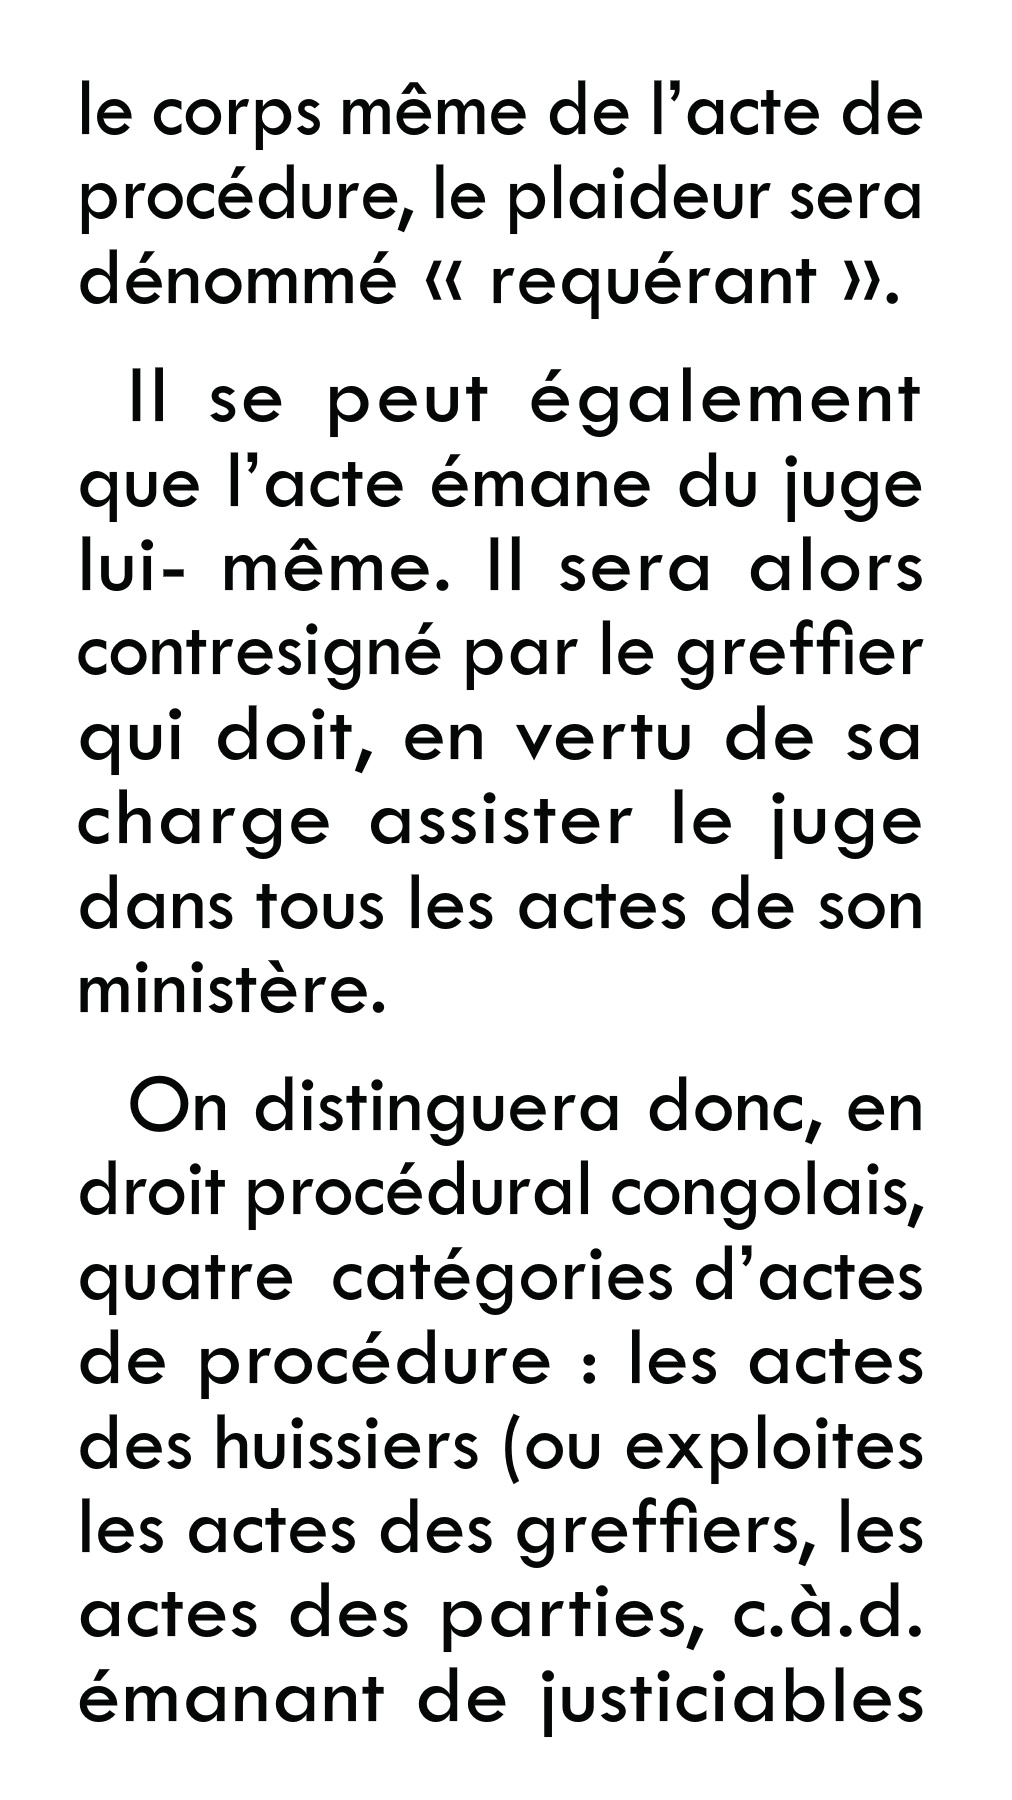 le corps même de l’acte de
procédure, le plaideur sera
dénommé « requérant ».
Il se peut également
que l’acte émane du juge
lui- même. Il sera alors
contresigné par le greffier
qui doit, en vertu de sa
charge assister le juge
dans tous les actes de son
ministère.
On distinguera donc, en
droit procédural congolais,
quatre catégories d’actes
de procédure : les actes
des huissiers (ou exploites
les actes des greffiers, les
actes des parties, c.à.d.
émanant de justiciables